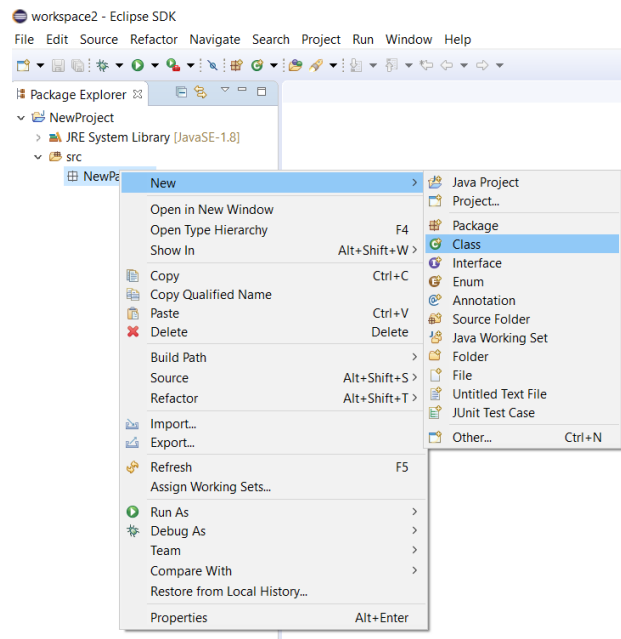 workspace2 - Eclipse SDK
File Edit Source Refactor Navigate Search Project Run Window Help
Package Explorer
NewProject
JRE System Library [JavaSE-1.8]
src
NewPa
New
Open in New Window
Open Type Hierarchy F4
Show In Alt+Shift+W
Copy Ctrl+C
Copy Qualified Name
Paste Ctrl+V
Delete Delete
Build Path
Source Alt+Shift+S
Refactor Alt+Shift+T
Import...
Export...
Refresh F5
Assign Working Sets...
Run As
Debug As
Team
Compare With
Restore from Local History...
Properties Alt+Enter
Java Project
Project...
Package
Class
Interface
Enum
Annotation
Source Folder
Java Working Set
Folder
File
Untitled Text File
JUnit Test Case
Other... Ctrl+N